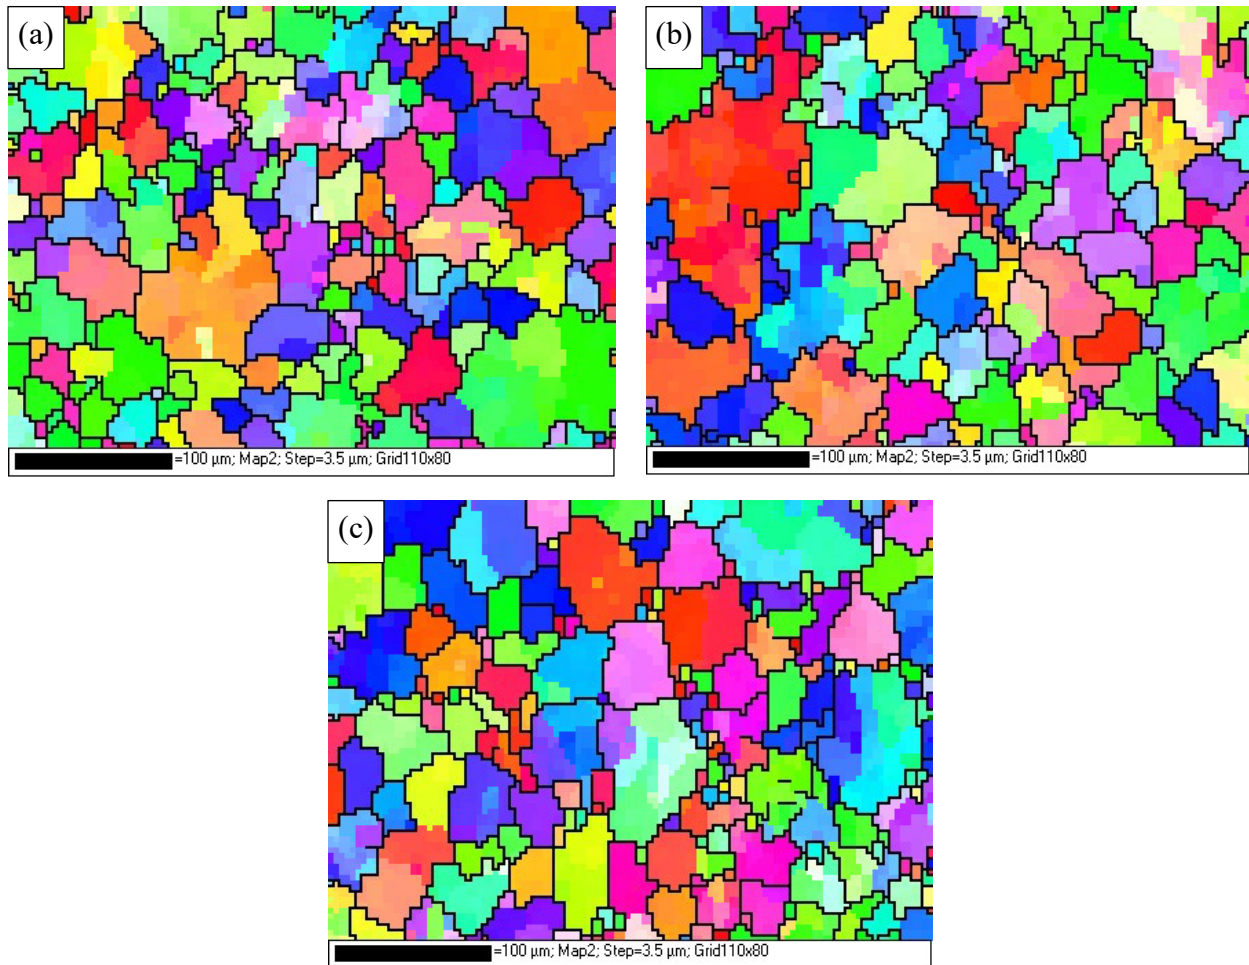 (a)
(b)
=100 µm; Map2; Step=3.5 µm; Grid110x80
=100 µm; Map2; Step=3.5 µm; Grid110x80
(c)
=100 µm; Map2; Step=3.5 µm; Grid110x80